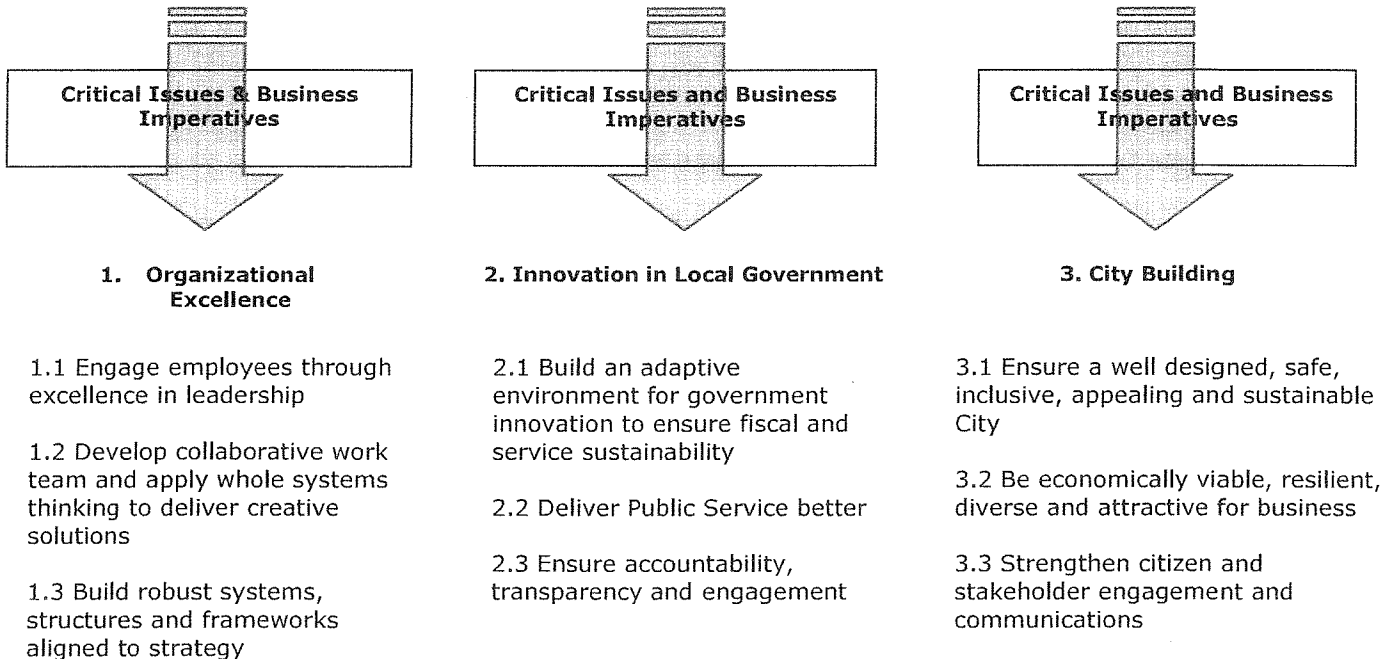 Critical Issues & Business
Imperatives
1. Organizational
Excellence
1.1 Engage employees through
excellence in leadership
1.2 Develop collaborative work
team and apply whole systems
thinking to deliver creative
solutions
1.3 Build robust systems,
structures and frameworks
aligned to strategy
Critical Issues and Business
Imperatives
2. Innovation in Local Government
2.1 Build an adaptive
environment for government
innovation to ensure fiscal and
service sustainability
2.2 Deliver Public Service better
2.3 Ensure accountability,
transparency and engagement
Critical Issues and Business
Imperatives
3. City Building
3.1 Ensure a well designed, safe,
inclusive, appealing and sustainable
City
3.2 Be economically viable, resilient,
diverse and attractive for business
3.3 Strengthen citizen and
stakeholder engagement and
communications